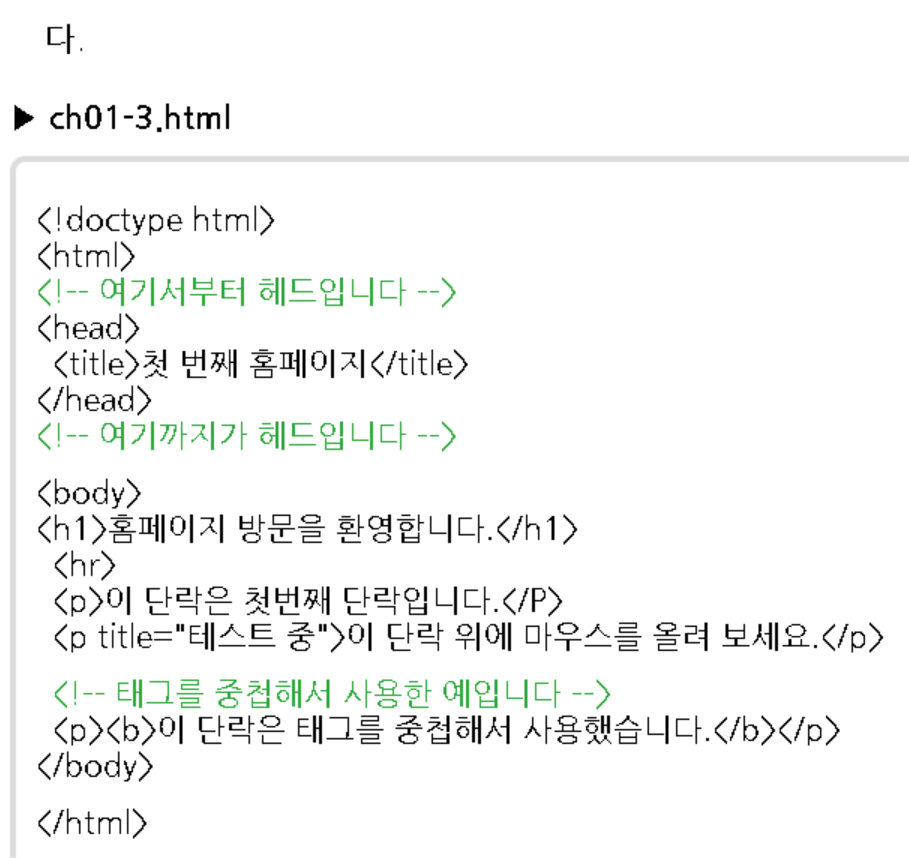 다.
▶ ch01-3.html
<!doctype html>
<html>
<!-- 여기서부터 헤드입니다 -->
<head>
<title>첫 번째 홈페이지</title>
</head>
<!-- 여기까지가 헤드입니다 -->
<body>
<h1>홈페이지 방문을 환영합니다.</h1>
<hr>
<p>이 단락은 첫번째 단락입니다.</P>
<p title="테스트 중">이 단락 위에 마우스를 올려 보세요.</p>
<!-- 태그를 중첩해서 사용한 예입니다 -->
<p><b>이 단락은 태그를 중첩해서 사용했습니다.</b></p>
</body>
</html>